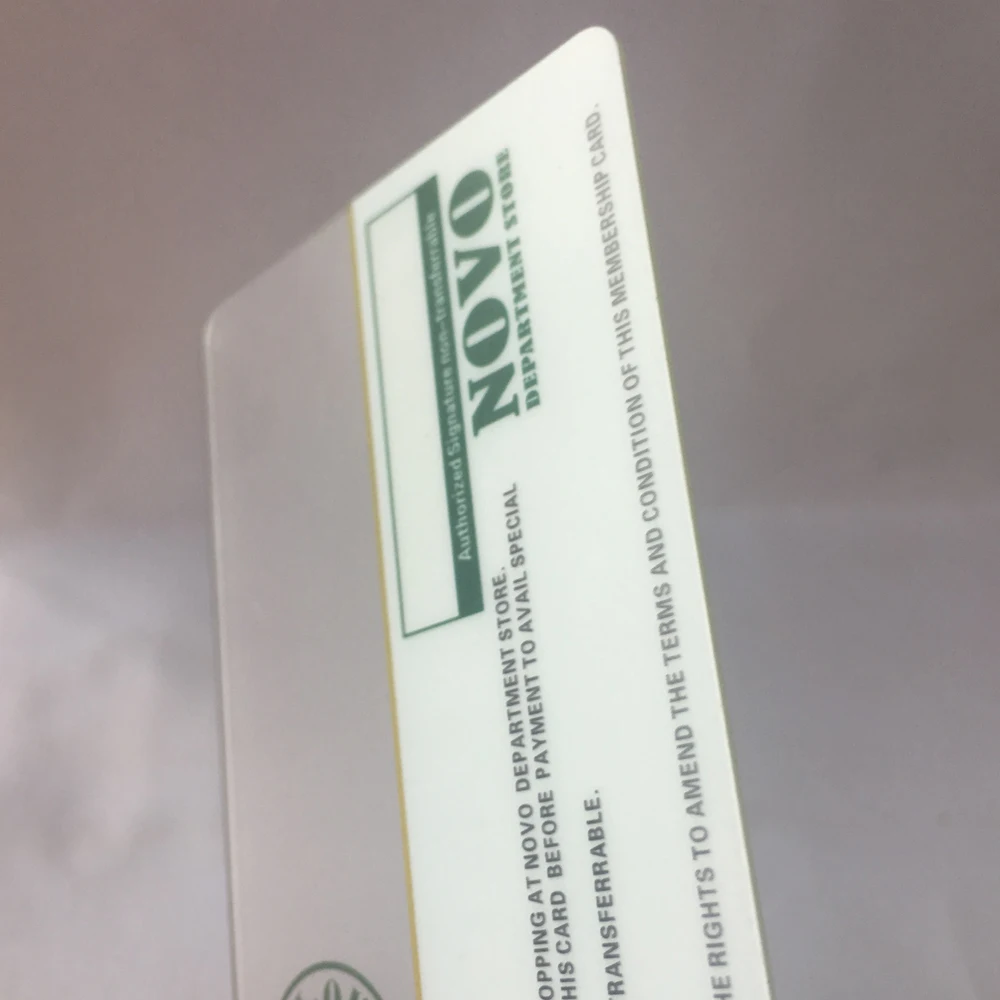 Authorized Signature non-transferrable
NOVO
DEPARTMENT STORE
OPPING AT NOVO DEPARTMENT STORE.
HIS CARD BEFORE PAYMENT TO AVAIL SPECIAL
TRANSFERRABLE.
HE RIGHTS TO AMEND THE TERMS AND CONDITION OF THIS MEMBERSHIP CARD.